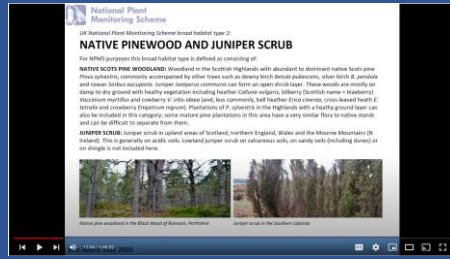 National Plant
Monitoring Scheme
UK National Plant Monitoring Scheme broad habitat type 2:
NATIVE PINEWOOD AND JUNIPER SCRUB
For NPMS purposes this broad habitat type is defined as consisting of:
NATIVE SCOTS PINE WOODLAND: Woodland in the Scottish Highlands with abundant to dominant native Scots pine
Pinus sylvestris, commonly accompanied by other trees such as downy birch Betula pubescens, silver birch B. pendula
and rowan Sorbus aucuparia. Juniper Juniperus communis can form an open shrub layer. These woods are mostly on
damp to dry ground with heathy vegetation including heather Calluna vulgaris, bilberry (Scottish name = blaeberry)
Vaccinium myrtillus and cowberry V. vitis-idaea (and, less commonly, bell heather Erica cinerea, cross-leaved heath E.
tetralix and crowberry Empetrum nigrum). Plantations of P. sylvestris in the Highlands with a heathy ground layer can
also be included in this category; some mature pine plantations in this area have a very similar flora to native stands
and can be difficult to separate from them.
JUNIPER SCRUB: Juniper scrub in upland areas of Scotland, northern England, Wales and the Mourne Mountains (N
Ireland). This is generally on acidic soils. Lowland juniper scrub on calcareous soils, on sandy soils (including dunes) or
on shingle is not included here.
Native pine woodland in the Black Wood of Rannoch, Perthshire
Juniper scrub in the Southern Uplands
2020